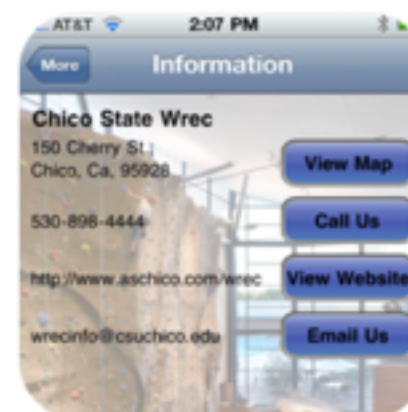 AT&T 2:07 PM
More Information
Chico State Wrec
150 Cherry St
Chico, Ca, 95928
View Map
530-898-4444
Call Us
http://www.aschico.com/wrec
View Website
wrecinfo@csuchico.edu
Email Us